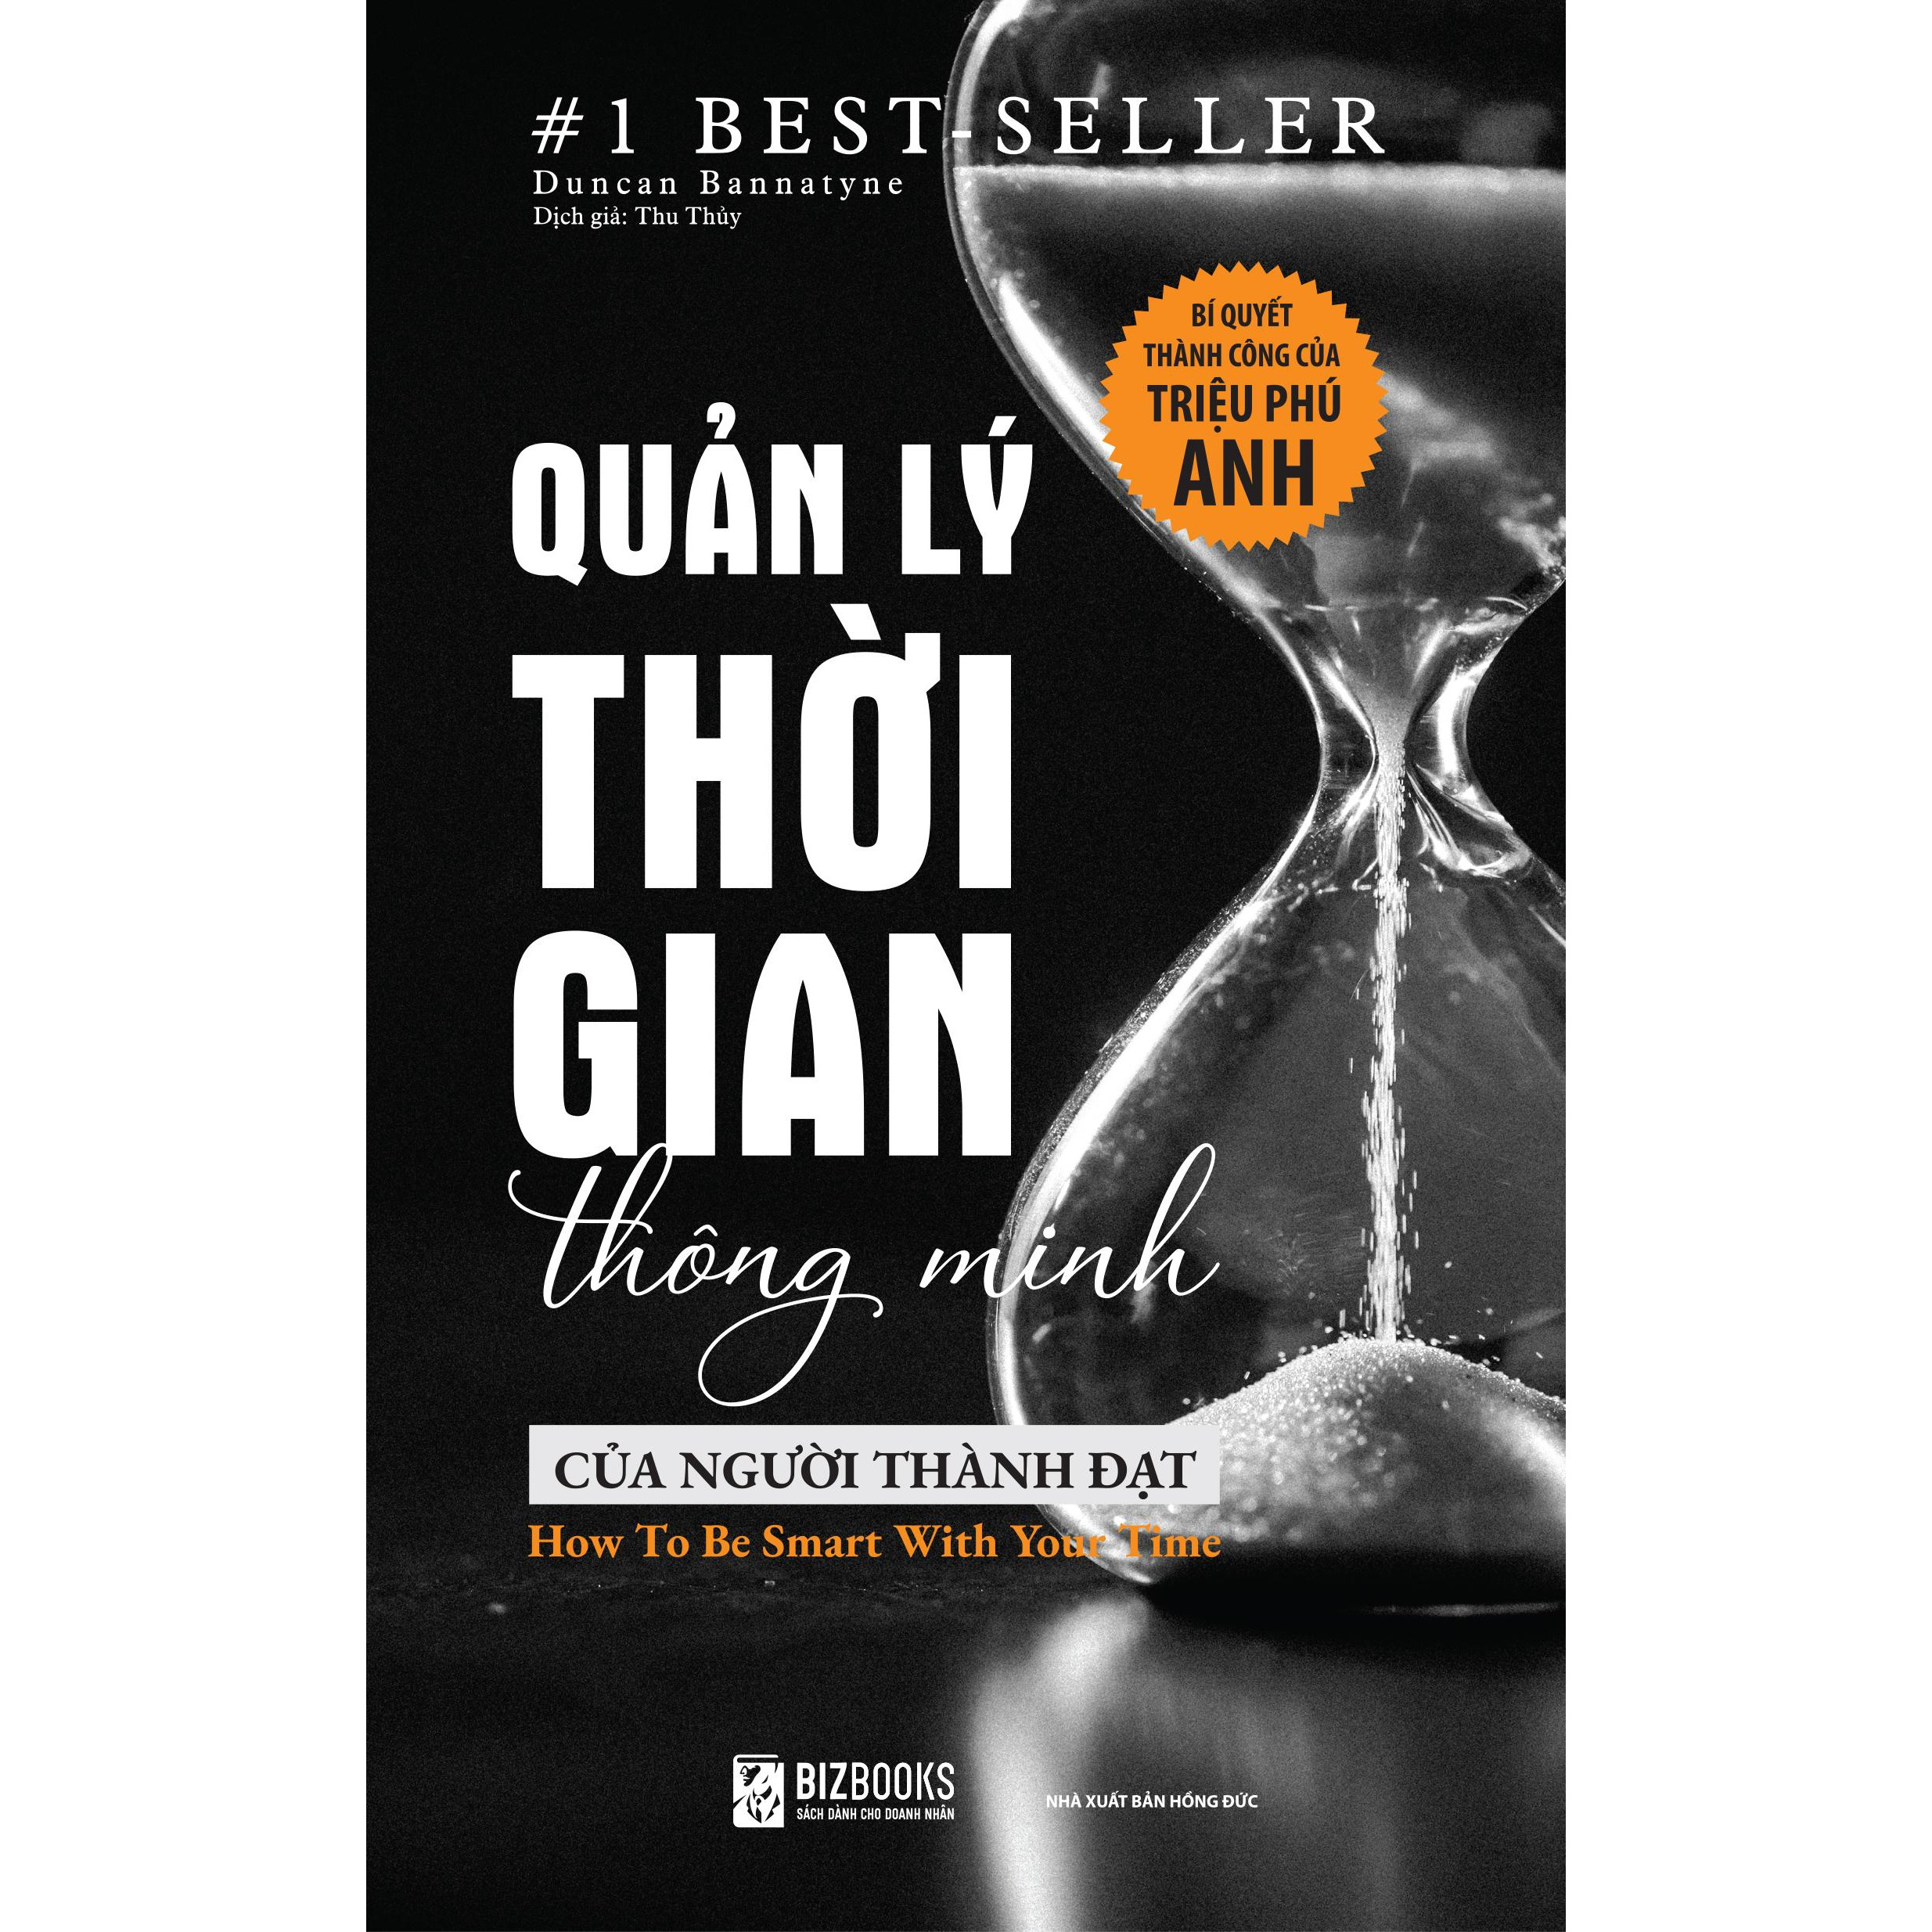 #1 BEST-SELLER
Duncan Bannatyne
Dịch giả: Thu Thủy
BÍ QUYẾT
THÀNH CÔNG CỦA
TRIỆU PHÚ
ANH
QUẢN LÝ
THỜI
GIAN
thông minh
CỦA NGƯỜI THÀNH ĐẠT
How To Be Smart With Your Time
BIZBOOKS
SÁCH DÀNH CHO DOANH NHÂN
NHÀ XUẤT BẢN HỒNG ĐỨC